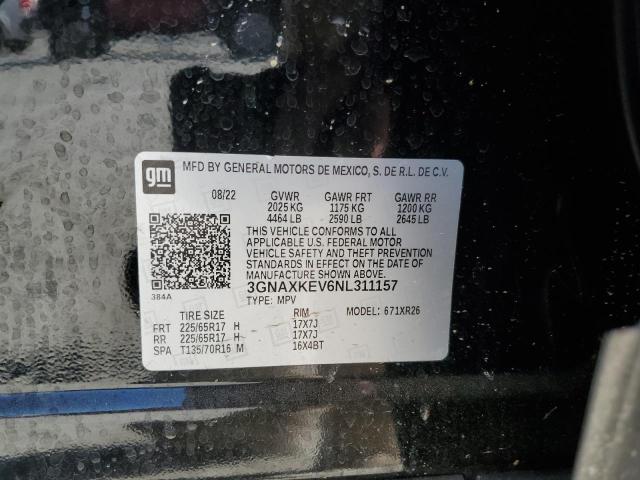 gm
MFD BY GENERAL MOTORS DE MEXICO, S. DE R.L. DE C.V.
08/22 GVWR GAWR FRT GAWR RR
2025 KG 1175 KG 1200 KG
4464 LB 2590 LB 2645 LB
THIS VEHICLE CONFORMS TO ALL
APPLICABLE U.S. FEDERAL MOTOR
VEHICLE SAFETY AND THEFT PREVENTION
STANDARDS IN EFFECT ON THE DATE OF
MANUFACTURE SHOWN ABOVE.
3GNAXKEV6NL311157
384A
TYPE: MPV MODEL: 671XR26
TIRE SIZE RIM
FRT 225/65R17 H 17X7J
RR 225/65R17 H 17X7J
SPA T135/70R16 M 16X4BT